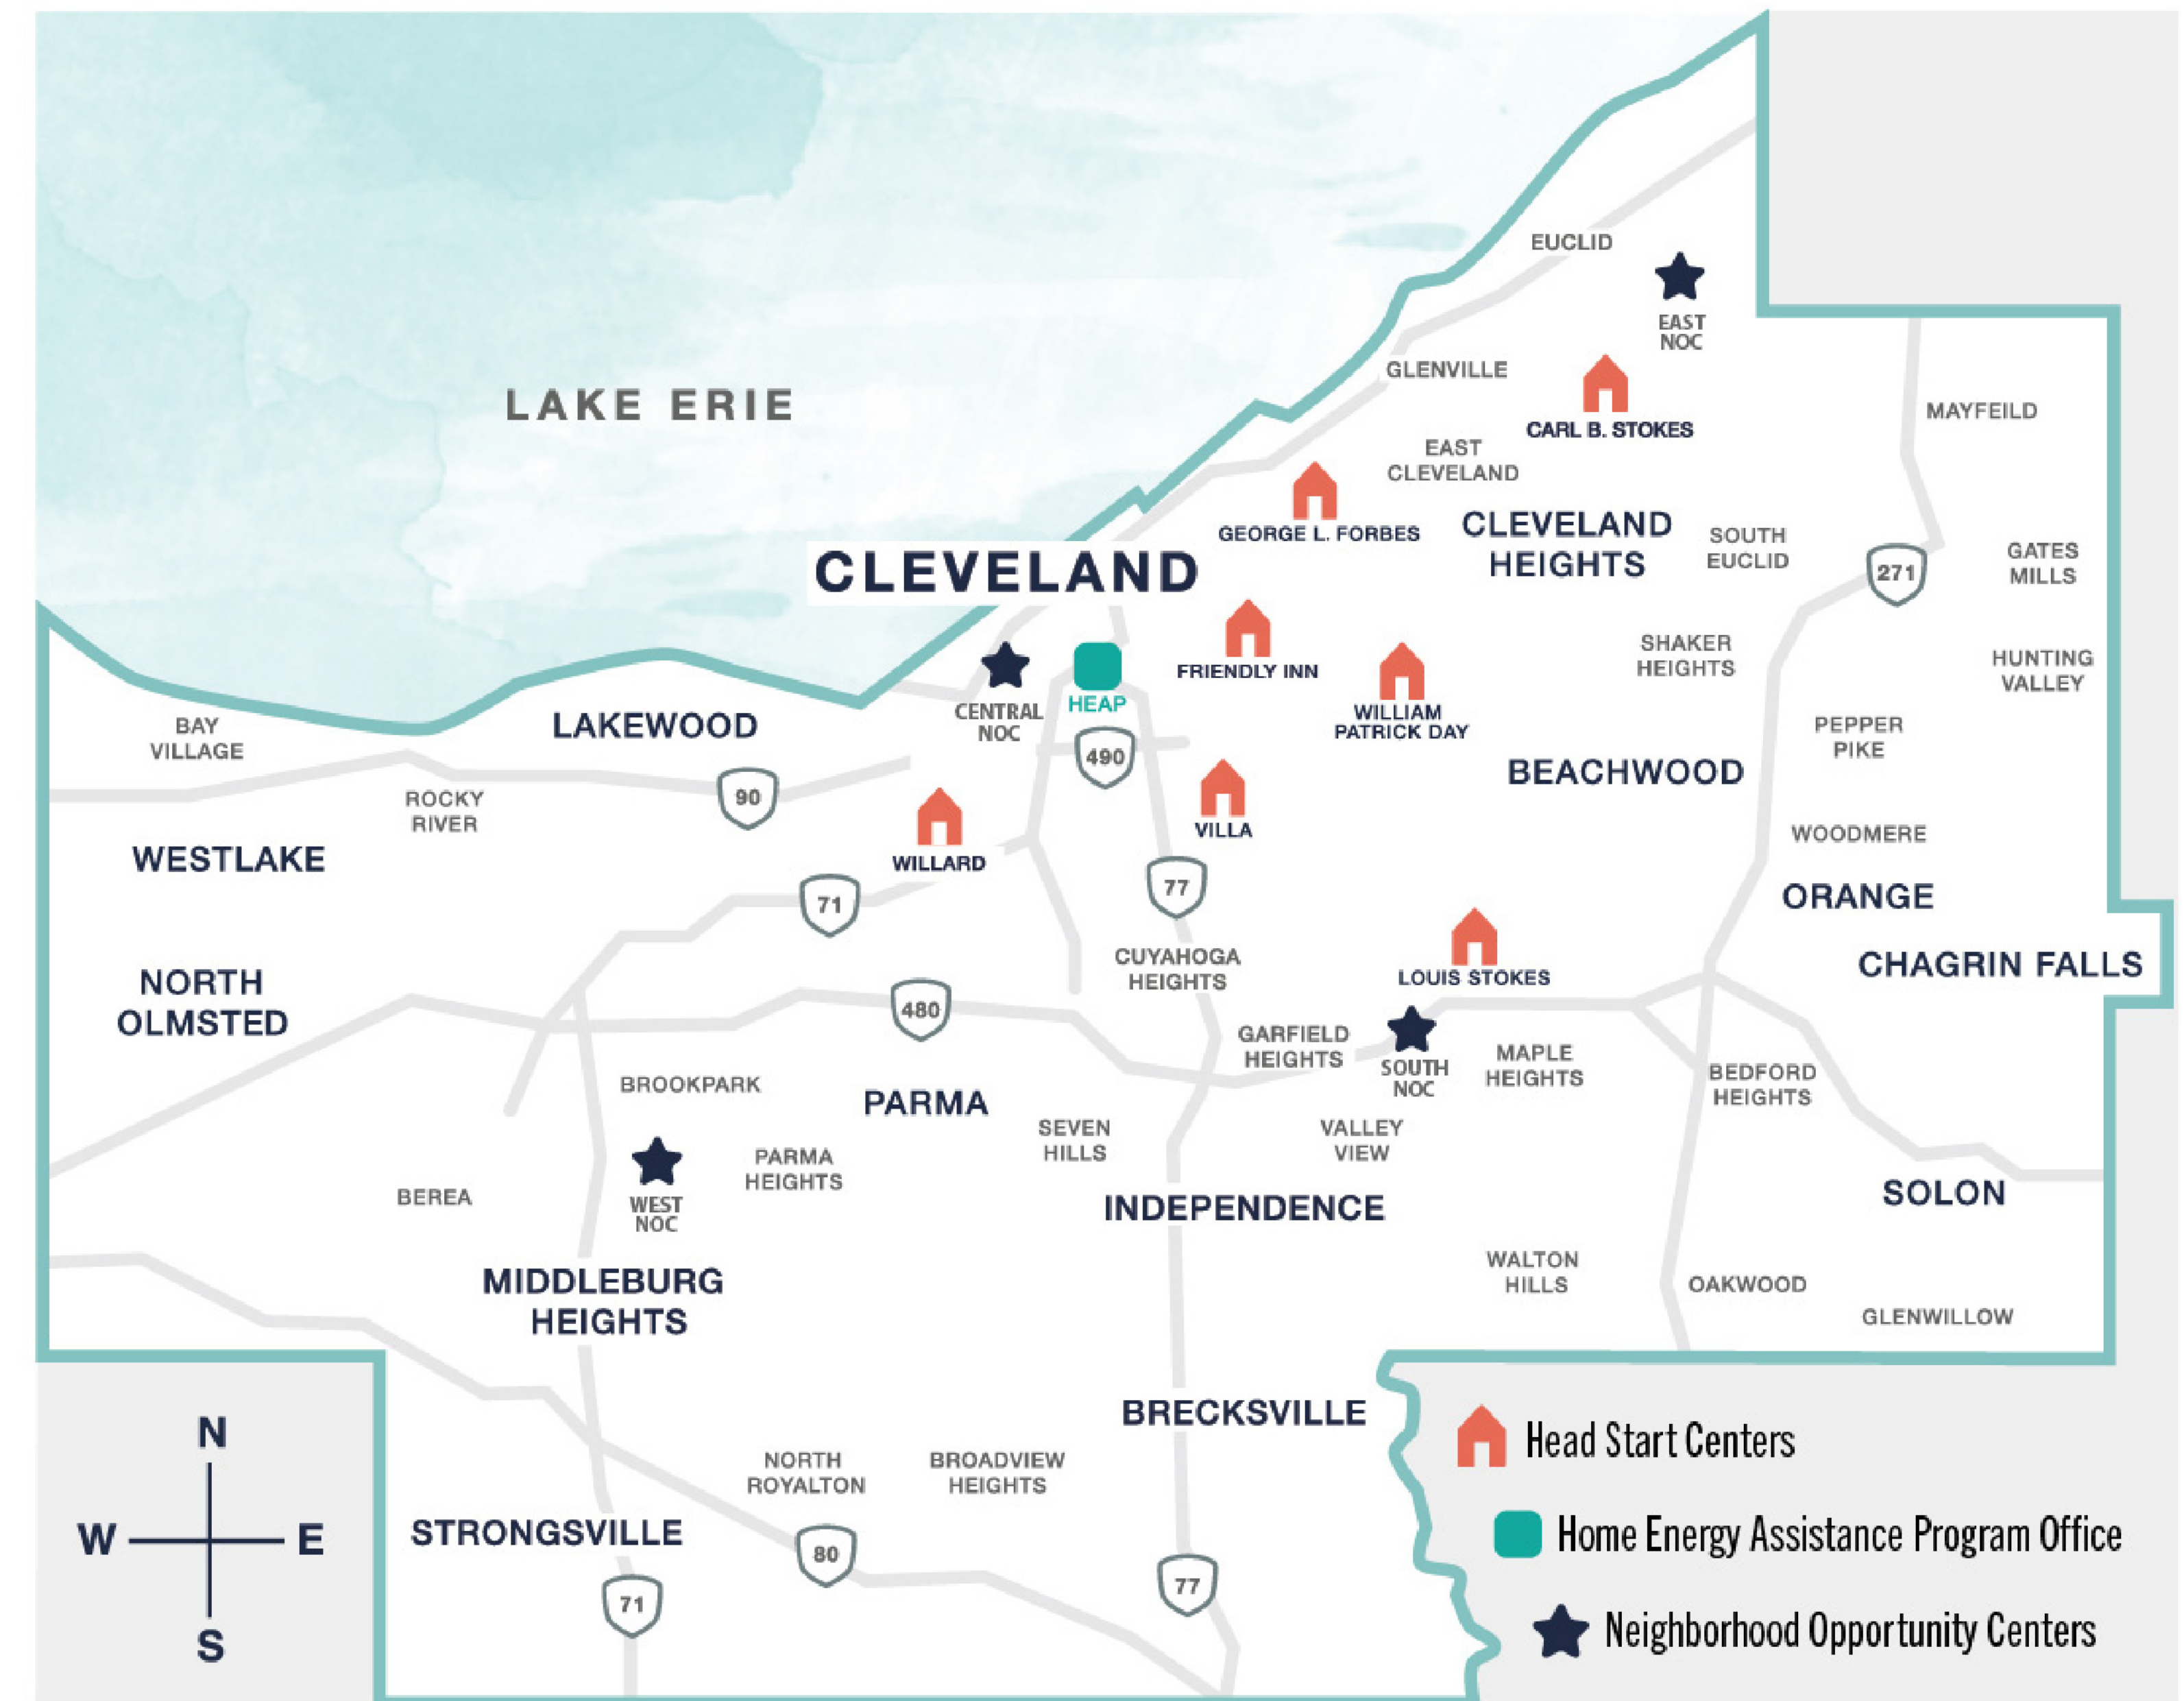 EUCLID
EAST
NOC
GLENVILLE
CARL B. STOKES
MAYFEILD
LAKE ERIE
EAST
CLEVELAND
GEORGE L. FORBES
CLEVELAND
HEIGHTS
SOUTH
EUCLID
271
GATES
MILLS
CLEVELAND
FRIENDLY INN
SHAKER
HEIGHTS
HUNTING
VALLEY
CENTRAL
NOC
HEAP
WILLIAM
PATRICK DAY
BAY
VILLAGE
LAKEWOOD
PEPPER
PIKE
490
BEACHWOOD
90
ROCKY
RIVER
VILLA
WOODMERE
WESTLAKE
WILLARD
77
71
ORANGE
CUYAHOGA
HEIGHTS
LOUIS STOKES
CHAGRIN FALLS
NORTH
OLMSTED
480
GARFIELD
HEIGHTS
SOUTH
NOC
MAPLE
HEIGHTS
BEDFORD
HEIGHTS
BROOKPARK
PARMA
SEVEN
HILLS
VALLEY
VIEW
PARMA
HEIGHTS
BEREA
WEST
NOC
INDEPENDENCE
SOLON
MIDDLEBURG
HEIGHTS
WALTON
HILLS
OAKWOOD
GLENWILLOW
BRECKSVILLE
N
W E
S
Head Start Centers
NORTH
ROYALTON
BROADVIEW
HEIGHTS
STRONGSVILLE
80
Home Energy Assistance Program Office
71
77
Neighborhood Opportunity Centers